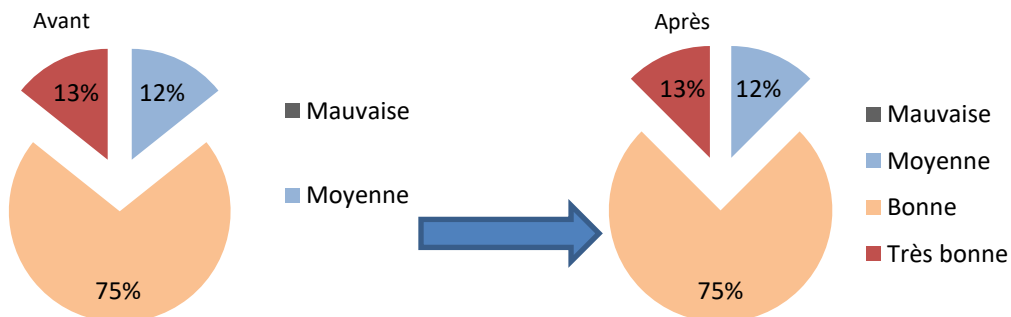 Avant
13%
12%
75%
Mauvaise
Moyenne
Après
13%
12%
75%
Mauvaise
Moyenne
Bonne
Très bonne